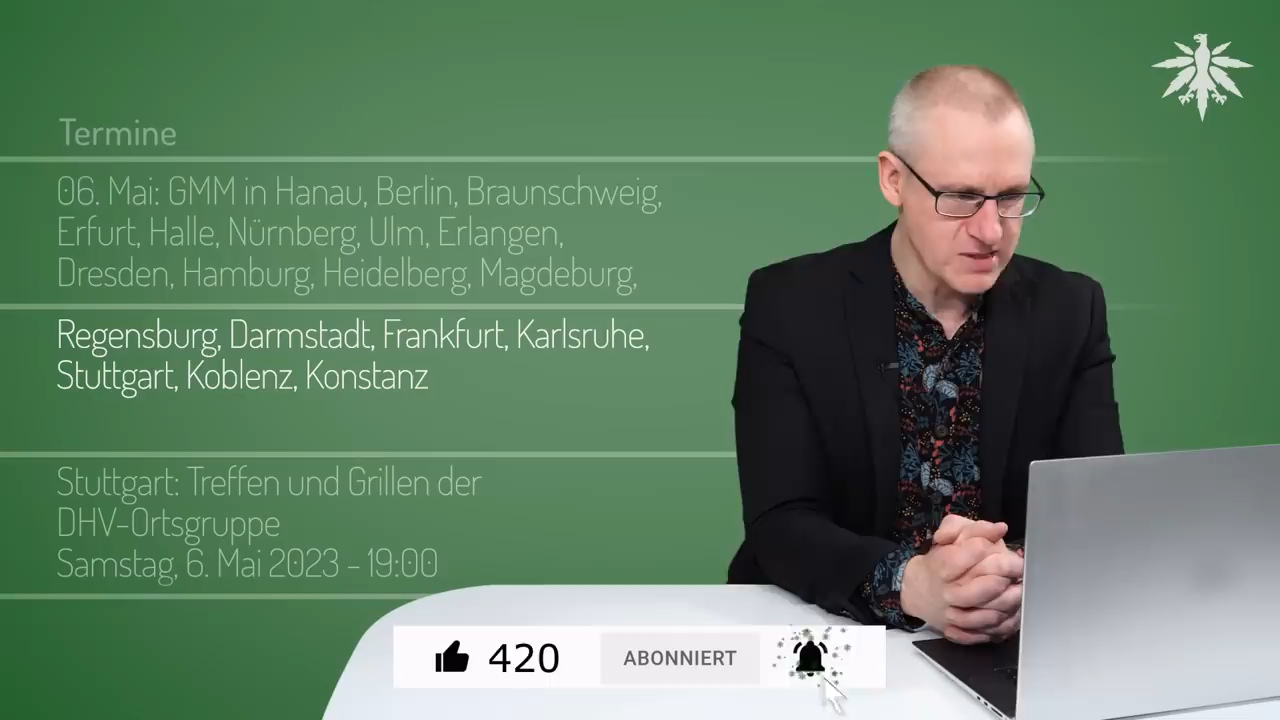 Termine
06. Mai: GMM in Hanau, Berlin, Braunschweig,
Erfurt, Halle, Nürnberg, Ulm, Erlangen,
Dresden, Hamburg, Heidelberg, Magdeburg,
Regensburg, Darmstadt, Frankfurt, Karlsruhe,
Stuttgart, Koblenz, Konstanz
Stuttgart: Treffen und Grillen der
DHV-Ortsgruppe
Samstag, 6. Mai 2023 - 19:00
420
ABONNIERT